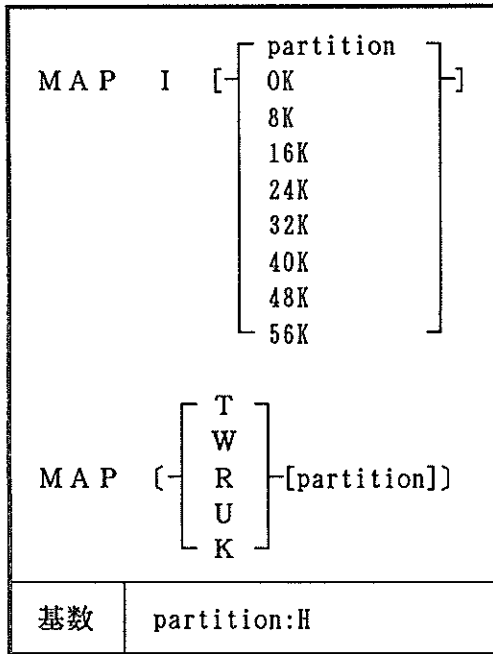 partition
MAP I [ 0K ]
8K
16K
24K
32K
40K
48K
56K
T
W
MAP ( R [partition])
U
K
基数 partition:H